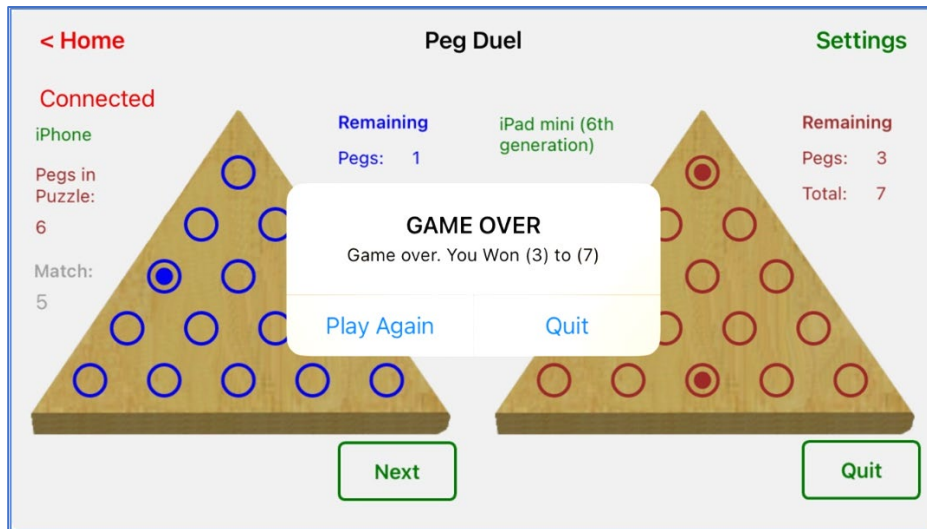 < Home
Peg Duel
Settings
Connected
iPhone
Pegs in
Puzzle:
6
Match:
5
Remaining
Pegs: 1
iPad mini (6th
generation)
Remaining
Pegs: 3
Total: 7
GAME OVER
Game over. You Won (3) to (7)
Play Again
Quit
Next
Quit